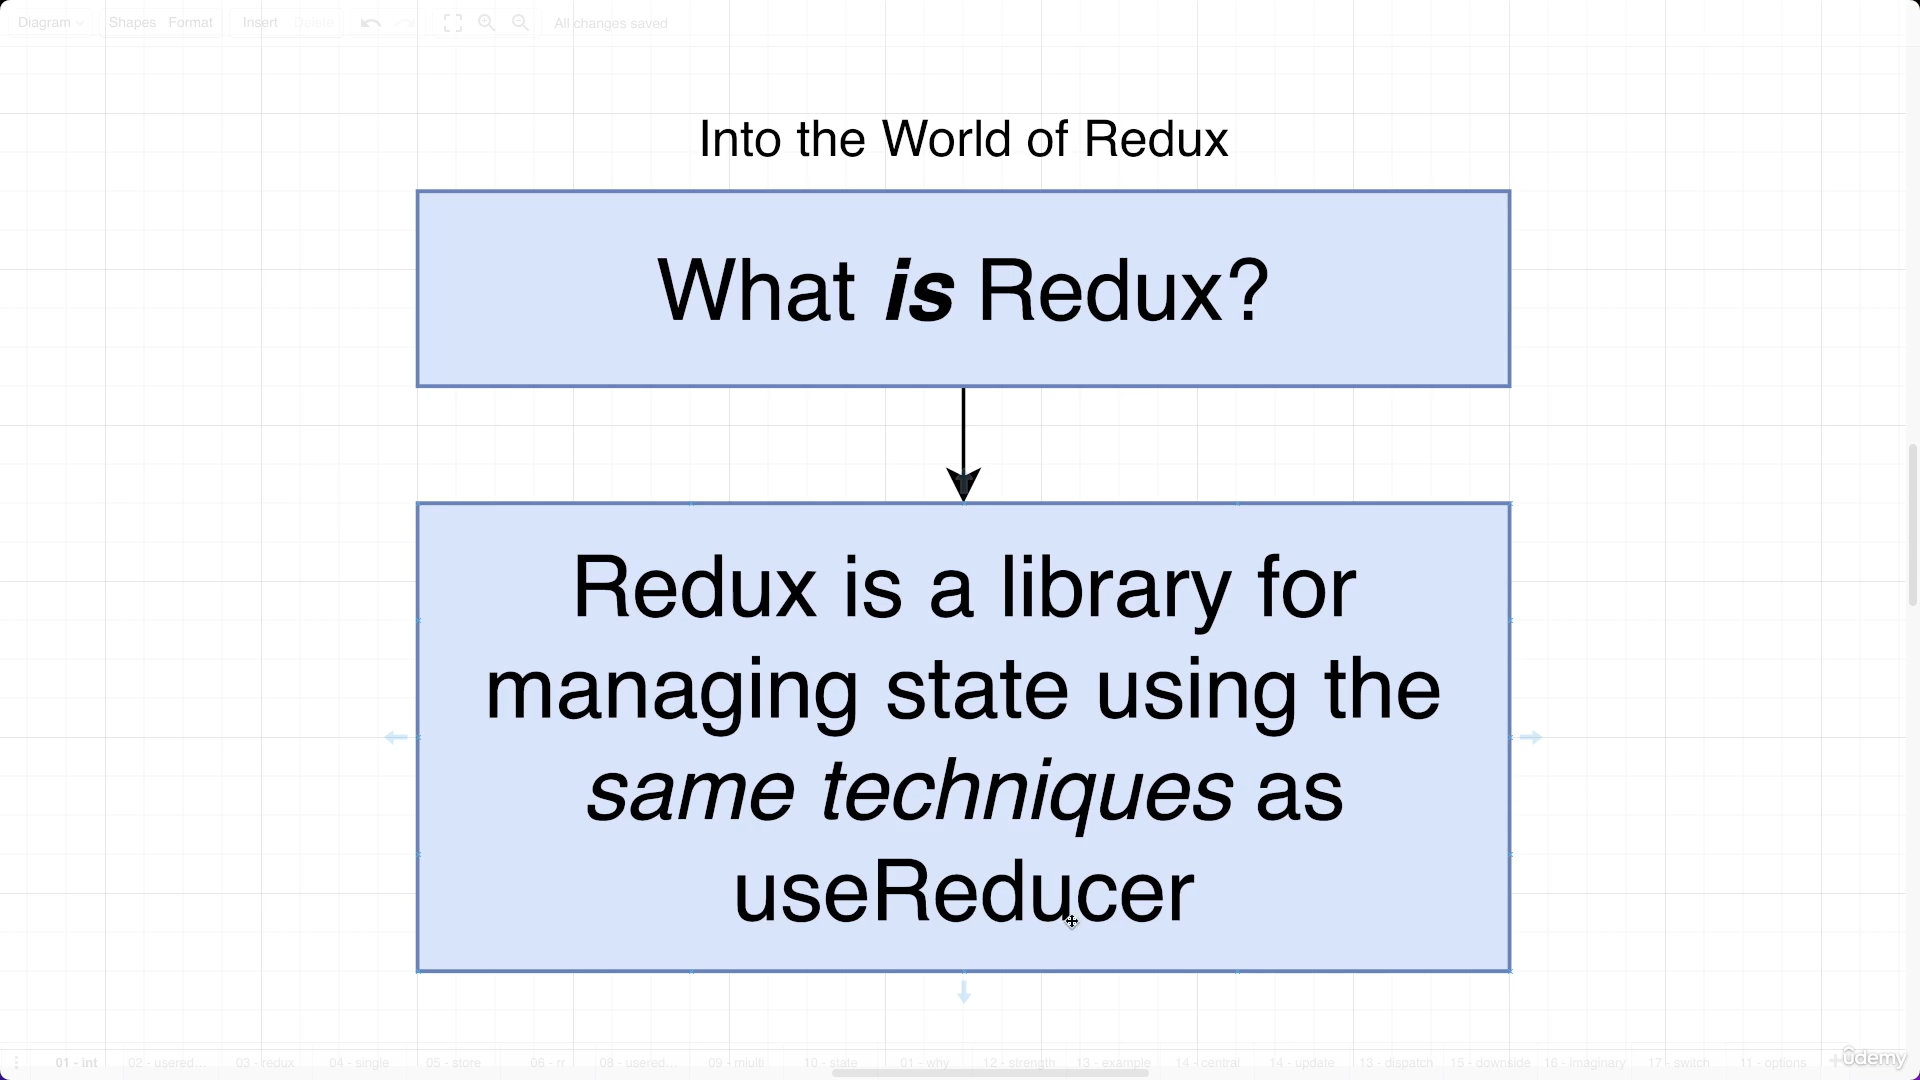 Diagram Shapes Format Insert Delete All changes saved
Into the World of Redux
What is Redux?
Redux is a library for
managing state using the
same techniques as
useReducer
01 - int 02 - usered... 03 - redux 04 - single 05 - store 06 - rr 08 - usered... 09 - miulti 10 - state 01 - why 12 - strength 13 - example 14 - central 14 - update 13 - dispatch 15 - downside 16 - imaginary 17 - switch 11 - options
ûdemy